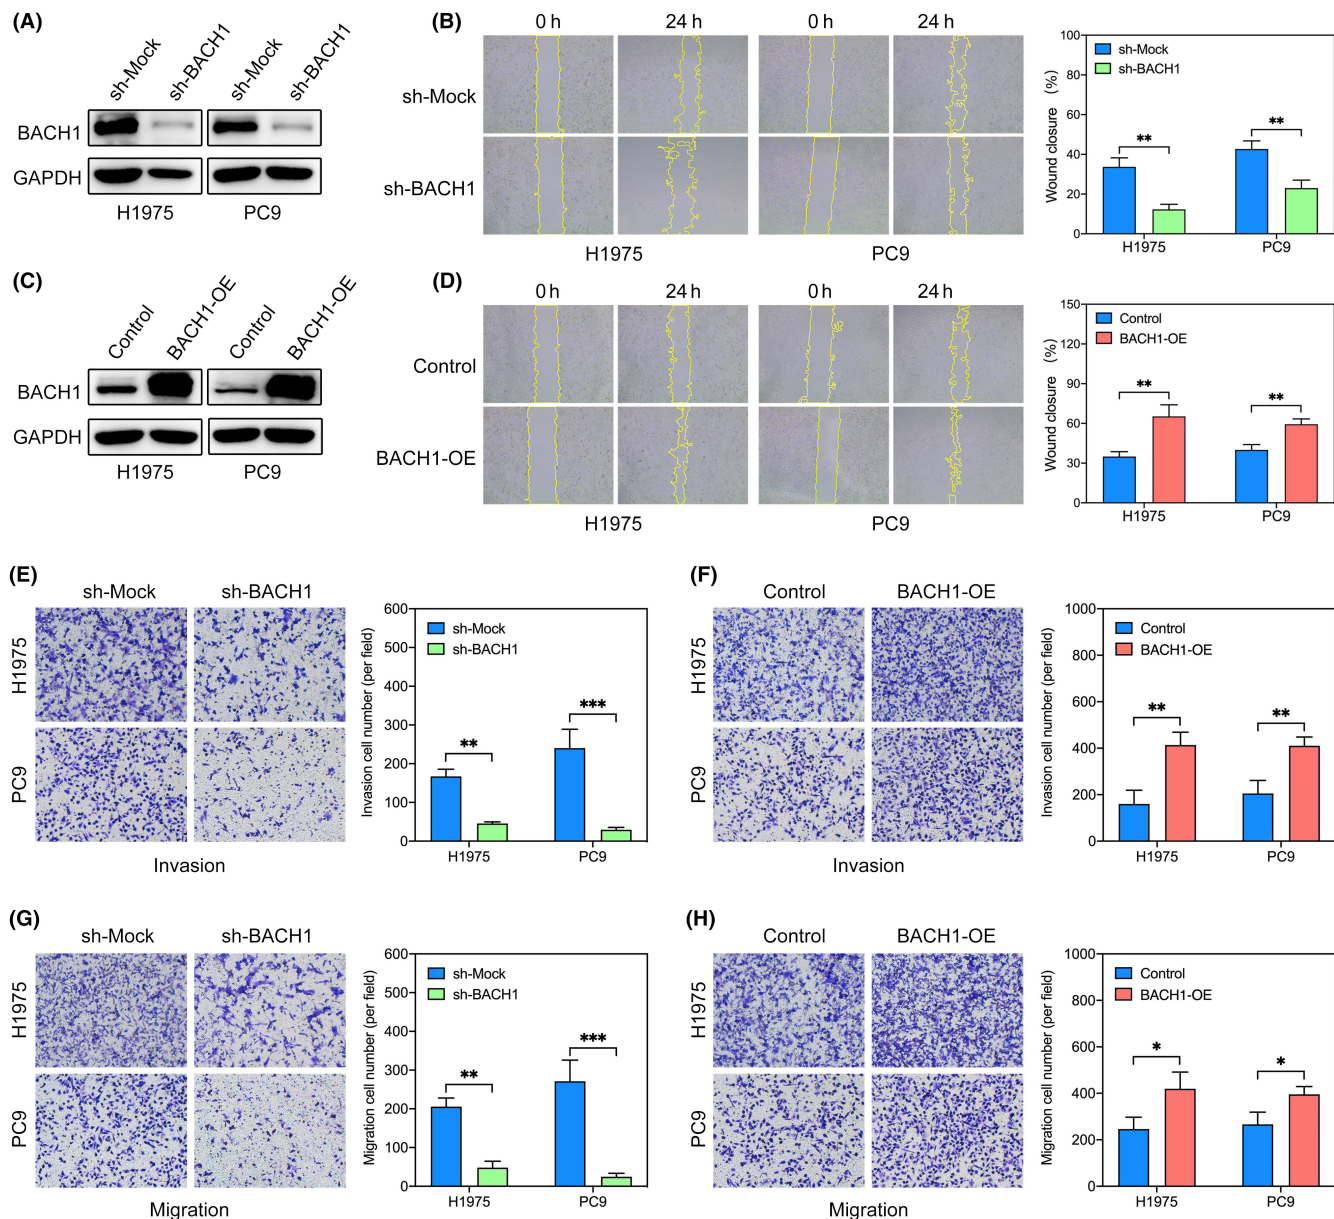 (A)
sh-Mock
sh-BACH1
sh-Mock
sh-BACH1
BACH1
GAPDH
H1975
PC9
(B)
0 h
24 h
0 h
24 h
sh-Mock
sh-BACH1
H1975
PC9
100
80
60
40
20
0
Wound closure (%)
sh-Mock
sh-BACH1
**
**
H1975
PC9
(C)
Control
BACH1-OE
Control
BACH1-OE
BACH1
GAPDH
H1975
PC9
(D)
0 h
24 h
0 h
24 h
Control
BACH1-OE
H1975
PC9
150
120
90
60
30
0
Wound closure (%)
Control
BACH1-OE
**
**
H1975
PC9
(E)
sh-Mock
sh-BACH1
H1975
PC9
Invasion
600
500
400
300
200
100
0
Invasion cell number (per field)
sh-Mock
sh-BACH1
**
***
H1975
PC9
(F)
Control
BACH1-OE
H1975
PC9
Invasion
1000
800
600
400
200
0
Invasion cell number (per field)
Control
BACH1-OE
**
**
H1975
PC9
(G)
sh-Mock
sh-BACH1
H1975
PC9
Migration
600
500
400
300
200
100
0
Migration cell number (per field)
sh-Mock
sh-BACH1
**
***
H1975
PC9
(H)
Control
BACH1-OE
H1975
PC9
Migration
1000
800
600
400
200
0
Migration cell number (per field)
Control
BACH1-OE
*
*
H1975
PC9